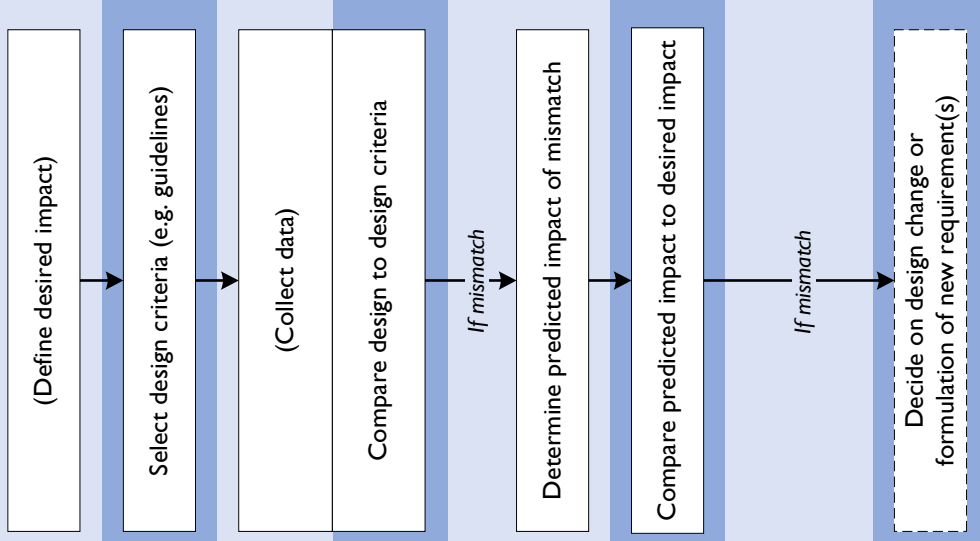 (Define desired impact)
Select design criteria (e.g. guidelines)
(Collect data)
Compare design to design criteria
If mismatch
Determine predicted impact of mismatch
Compare predicted impact to desired impact
If mismatch
Decide on design change or
formulation of new requirement(s)